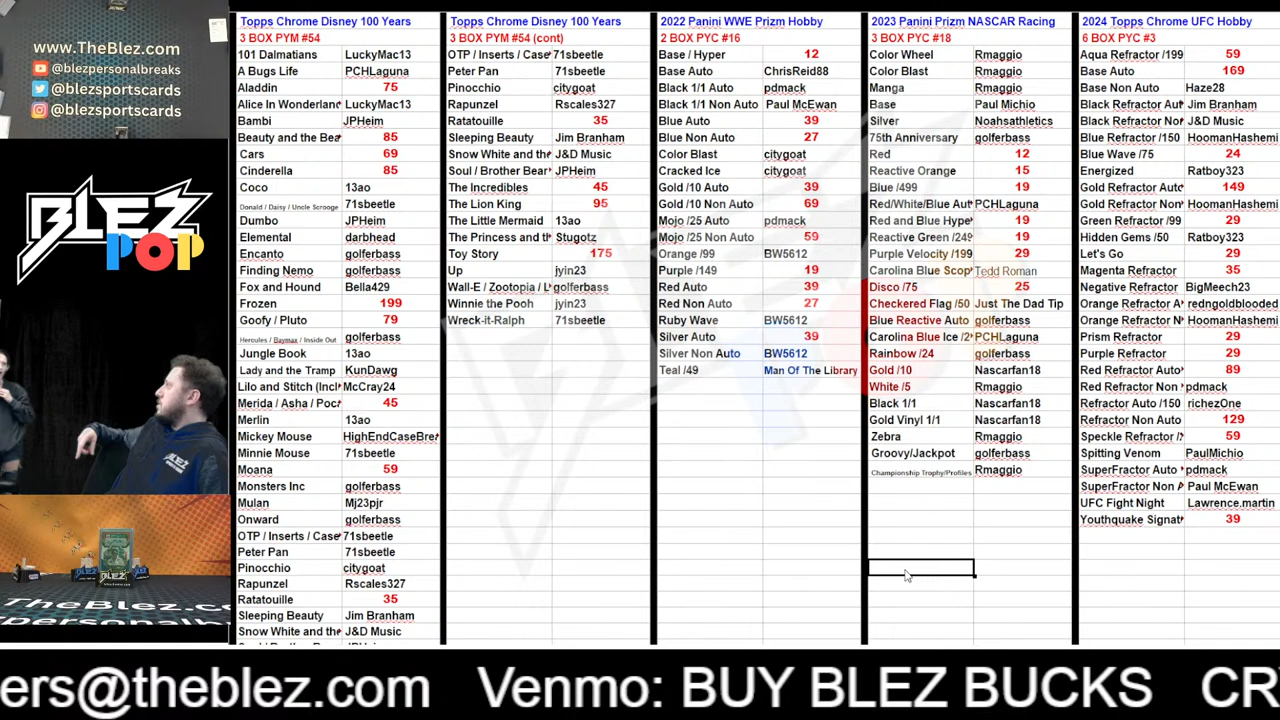 www.TheBlez.com
@blezpersonalbreaks
@blezsportscards
BLEZ
POP
Topps Chrome Disney 100 Years
3 BOX PYM #54
101 Dalmatians LuckyMac13
A Bugs Life PCHLaguna
Aladdin 75
Alice In Wonderlan LuckyMac13
Bambi JPHeim
Beauty and the Bea 85
Cars 69
Cinderella 85
Coco 13ao
Donald / Daisy / Uncle Scrooge 71sbeetle
Dumbo JPHeim
Elemental darbhead
Encanto golferbass
Finding Nemo golferbass
Fox and Hound Bella429
Frozen 199
Goofy / Pluto 79
Hercules / Baymax / Inside Out golferbass
Jungle Book 13ao
Lady and the Tramp KunDawg
Lilo and Stitch (Incl McCray24
Merida / Asha / Poc 45
Merlin 13ao
Mickey Mouse HighEndCaseBre
Minnie Mouse 71sbeetle
Moana 59
Monsters Inc golferbass
Mulan Mj23pjr
Onward golferbass
OTP / Inserts / Case 71sbeetle
Peter Pan 71sbeetle
Pinocchio citygoat
Rapunzel Rscales327
Ratatouille 35
Sleeping Beauty Jim Branham
Snow White and the J&D Music
Topps Chrome Disney 100 Years
3 BOX PYM #54 (cont)
OTP / Inserts / Case 71sbeetle
Peter Pan 71sbeetle
Pinocchio citygoat
Rapunzel Rscales327
Ratatouille 35
Sleeping Beauty Jim Branham
Snow White and the J&D Music
Soul / Brother Bear JPHeim
The Incredibles 45
The Lion King 95
The Little Mermaid 13ao
The Princess and th Stugotz
Toy Story 175
Up jyin23
Wall-E / Zootopia / L golferbass
Winnie the Pooh jyin23
Wreck-it-Ralph 71sbeetle
2022 Panini WWE Prizm Hobby
2 BOX PYC #16
Base / Hyper 12
Base Auto ChrisReid88
Black 1/1 Auto pdmack
Black 1/1 Non Auto Paul McEwan
Blue Auto 39
Blue Non Auto 27
Color Blast citygoat
Cracked Ice citygoat
Gold /10 Auto 39
Gold /10 Non Auto 69
Mojo /25 Auto pdmack
Mojo /25 Non Auto 59
Orange /99 BW5612
Purple /149 19
Red Auto 39
Red Non Auto 27
Ruby Wave BW5612
Silver Auto 39
Silver Non Auto BW5612
Teal /49 Man Of The Library
2023 Panini Prizm NASCAR Racing
3 BOX PYC #18
Color Wheel Rmaggio
Color Blast Rmaggio
Manga Rmaggio
Base Paul Michio
Silver Noahsathletics
75th Anniversary golferbass
Red 12
Reactive Orange 15
Blue /499 19
Red/White/Blue Aut PCHLaguna
Red and Blue Hype 19
Reactive Green /249 19
Purple Velocity /199 29
Carolina Blue Scop Tedd Roman
Disco /75 25
Checkered Flag /50 Just The Dad Tip
Blue Reactive Auto golferbass
Carolina Blue Ice /2 PCHLaguna
Rainbow /24 golferbass
Gold /10 Nascarfan18
White /5 Rmaggio
Black 1/1 Nascarfan18
Gold Vinyl 1/1 Nascarfan18
Zebra Rmaggio
Groovy/Jackpot golferbass
Championship Trophy/Profiles Rmaggio
2024 Topps Chrome UFC Hobby
6 BOX PYC #3
Aqua Refractor /199 59
Base Auto 169
Base Non Auto Haze28
Black Refractor Aut Jim Branham
Black Refractor No J&D Music
Blue Refractor /150 HoomanHashemi
Blue Wave /75 24
Energized Ratboy323
Gold Refractor Aut 149
Gold Refractor Non HoomanHashemi
Green Refractor /99 29
Hidden Gems /50 Ratboy323
Let's Go 29
Magenta Refractor 35
Negative Refractor BigMeech23
Orange Refractor A redngoldblooded
Orange Refractor N HoomanHashemi
Prism Refractor 29
Purple Refractor 29
Red Refractor Auto 89
Red Refractor Non pdmack
Refractor Auto /150 richezOne
Refractor Non Auto 129
Speckle Refractor / 59
Spitting Venom PaulMichio
SuperFractor Auto pdmack
SuperFractor Non A Paul McEwan
UFC Fight Night Lawrence.martin
Youthquake Signat 39
BLEZ
The Blez.c
ers@theblez.com Venmo: BUY BLEZ BUCKS CR